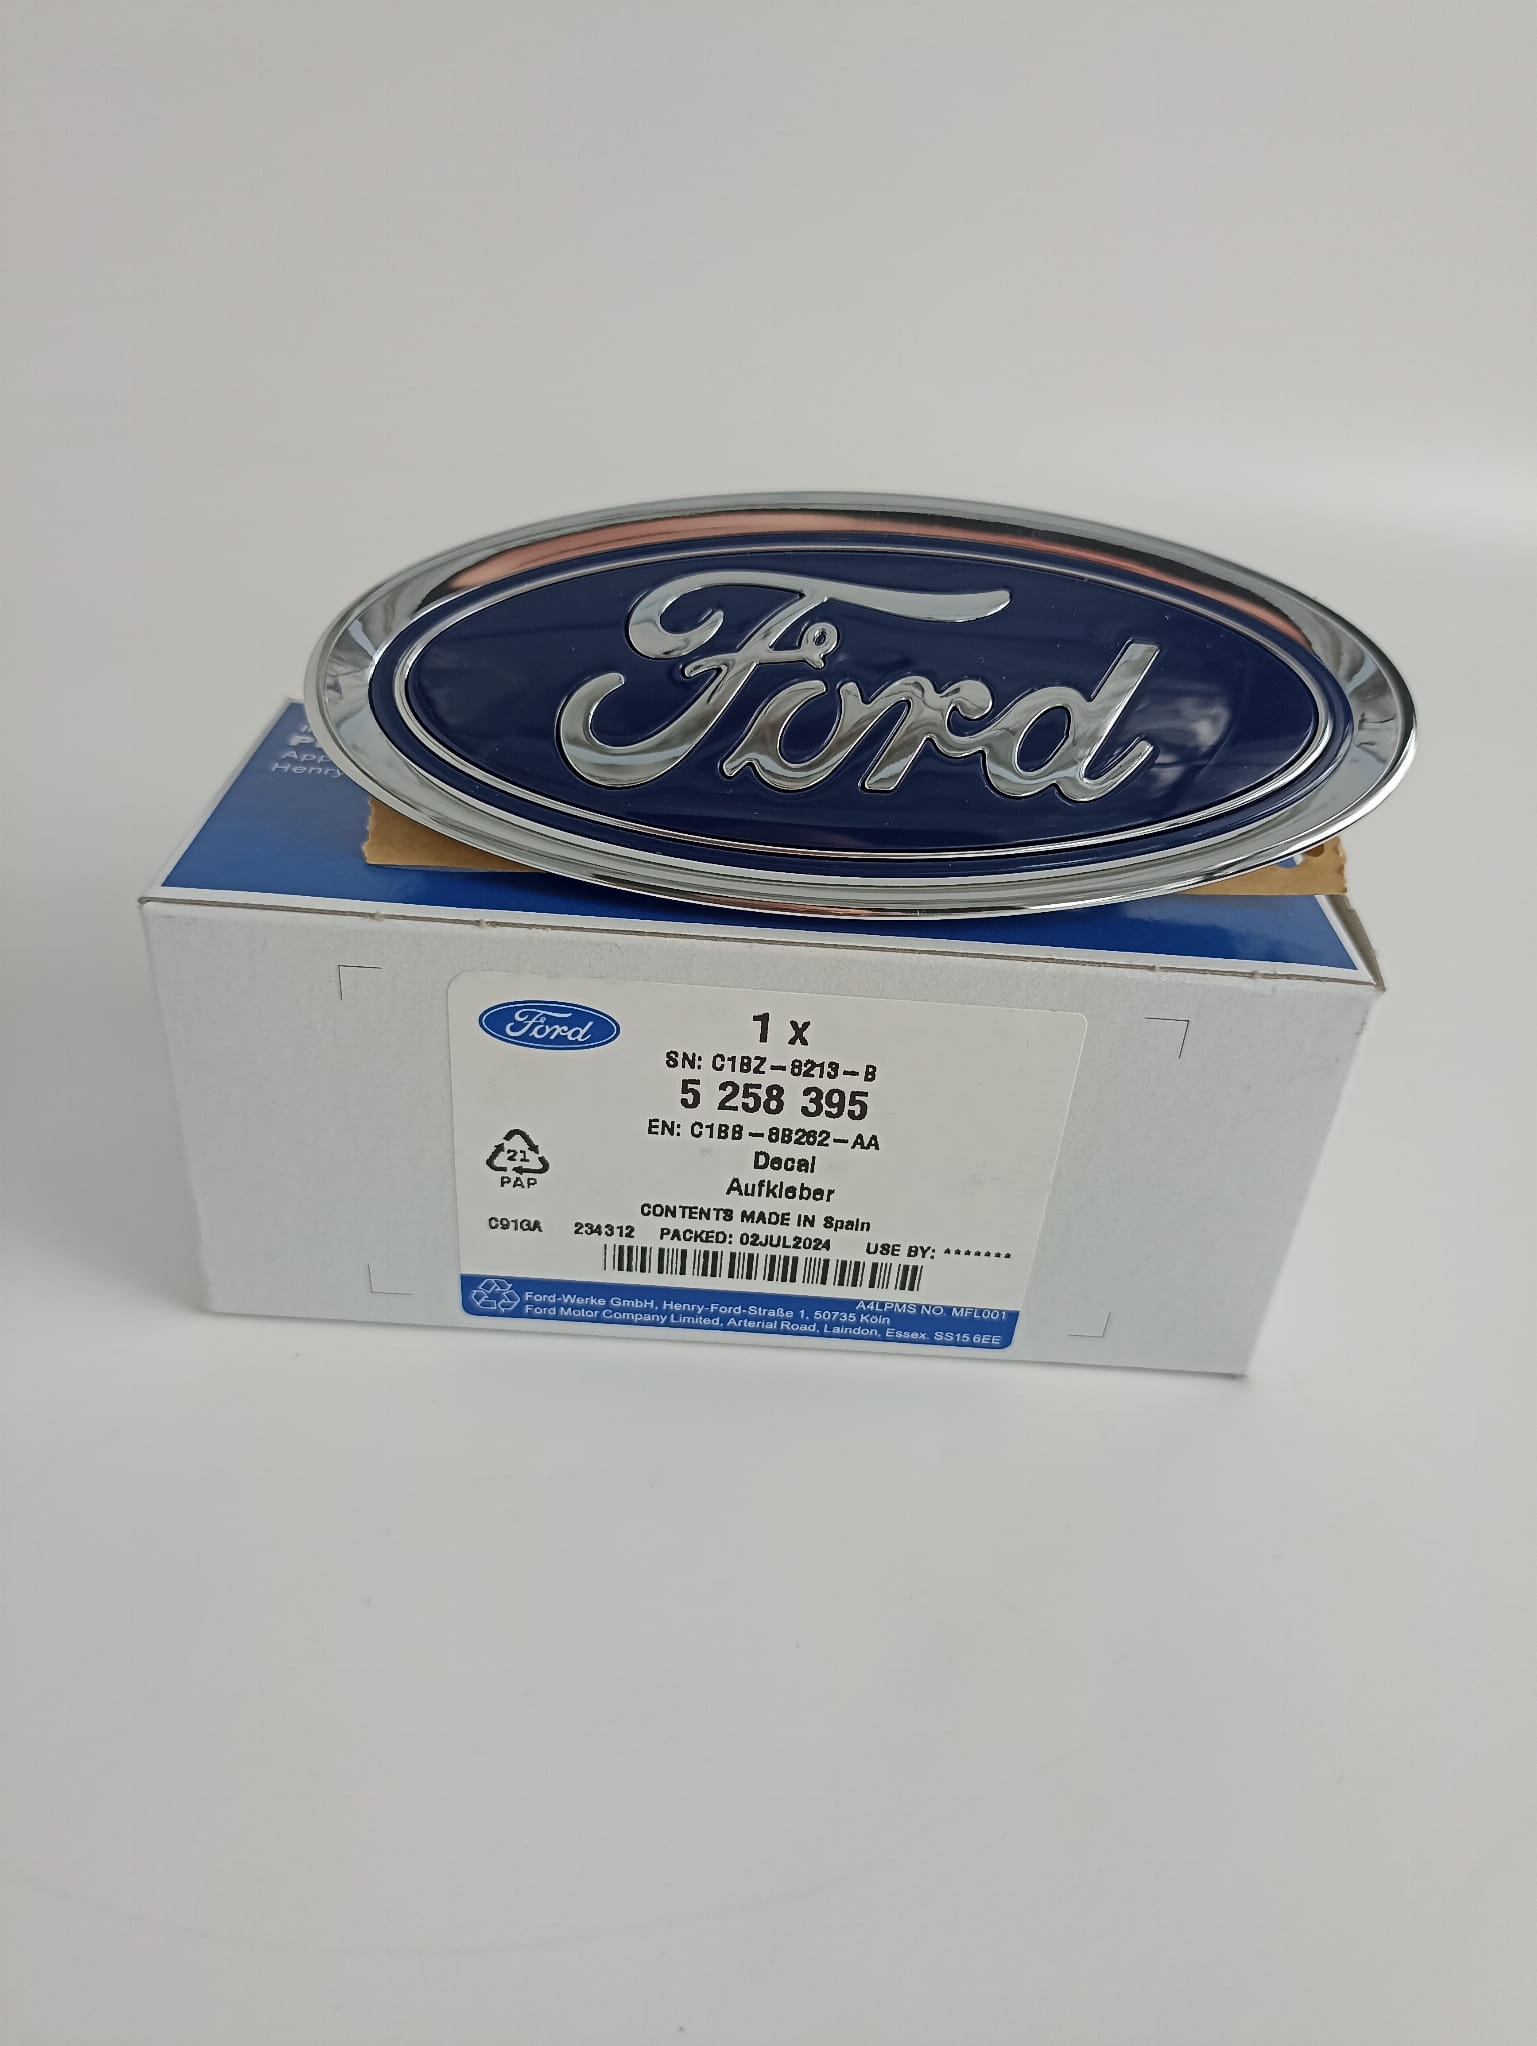 Ford
App
Henry
Ford
1 x
SN: C1BZ-8213-B
5 258 395
EN: C1BB-8B262-AA
Decal
Aufkleber
21
PAP
CONTENTS MADE IN Spain
C91GA 234312 PACKED: 02JUL2024 USE BY: *******
A4LPMS NO. MFL001
Ford-Werke GmbH, Henry-Ford-Straße 1, 50735 Köln
Ford Motor Company Limited, Arterial Road, Laindon, Essex. SS15 6EE